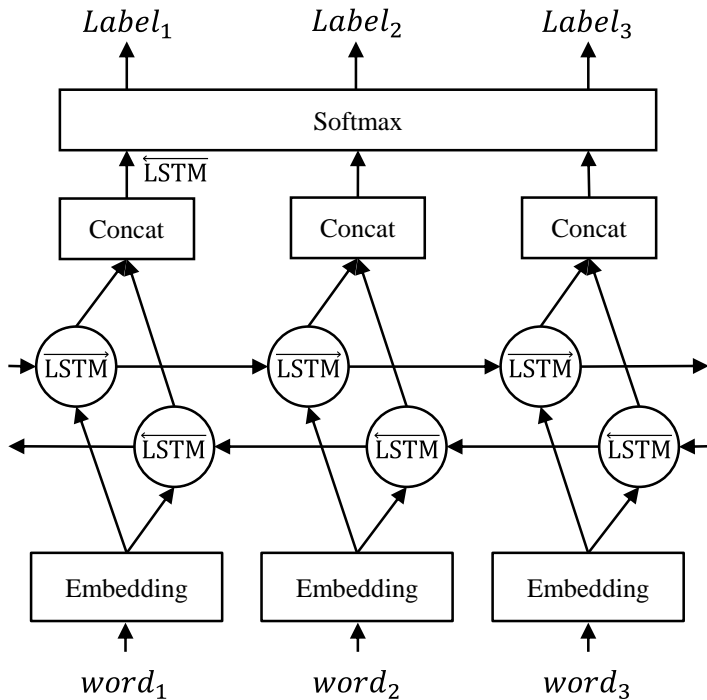 Label₁ Label₂ Label₃
Softmax
LSTM
Concat Concat Concat
LSTM LSTM LSTM
LSTM LSTM LSTM
Embedding Embedding Embedding
word₁ word₂ word₃